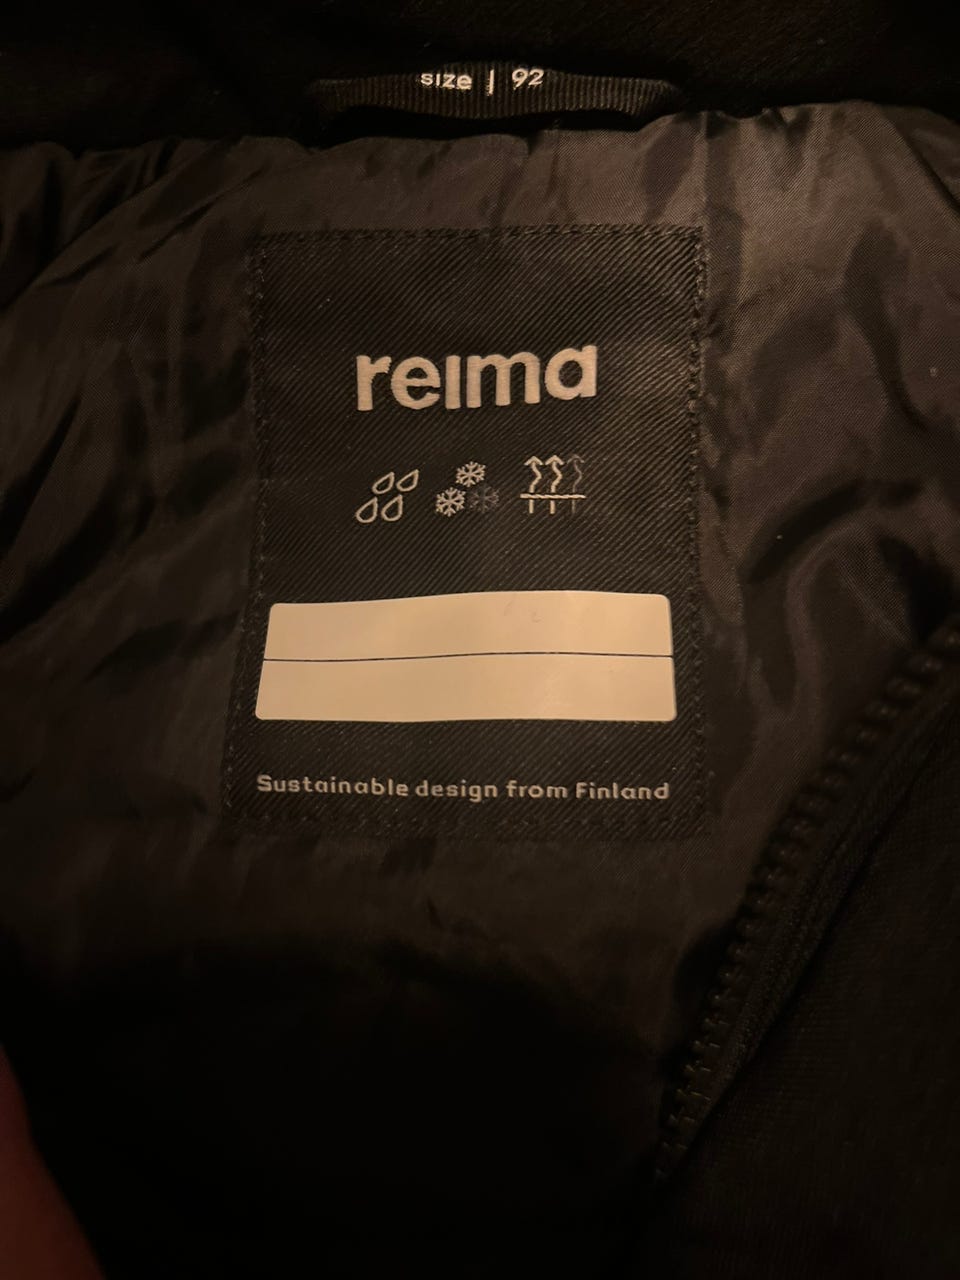 size | 92
reima
Sustainable design from Finland